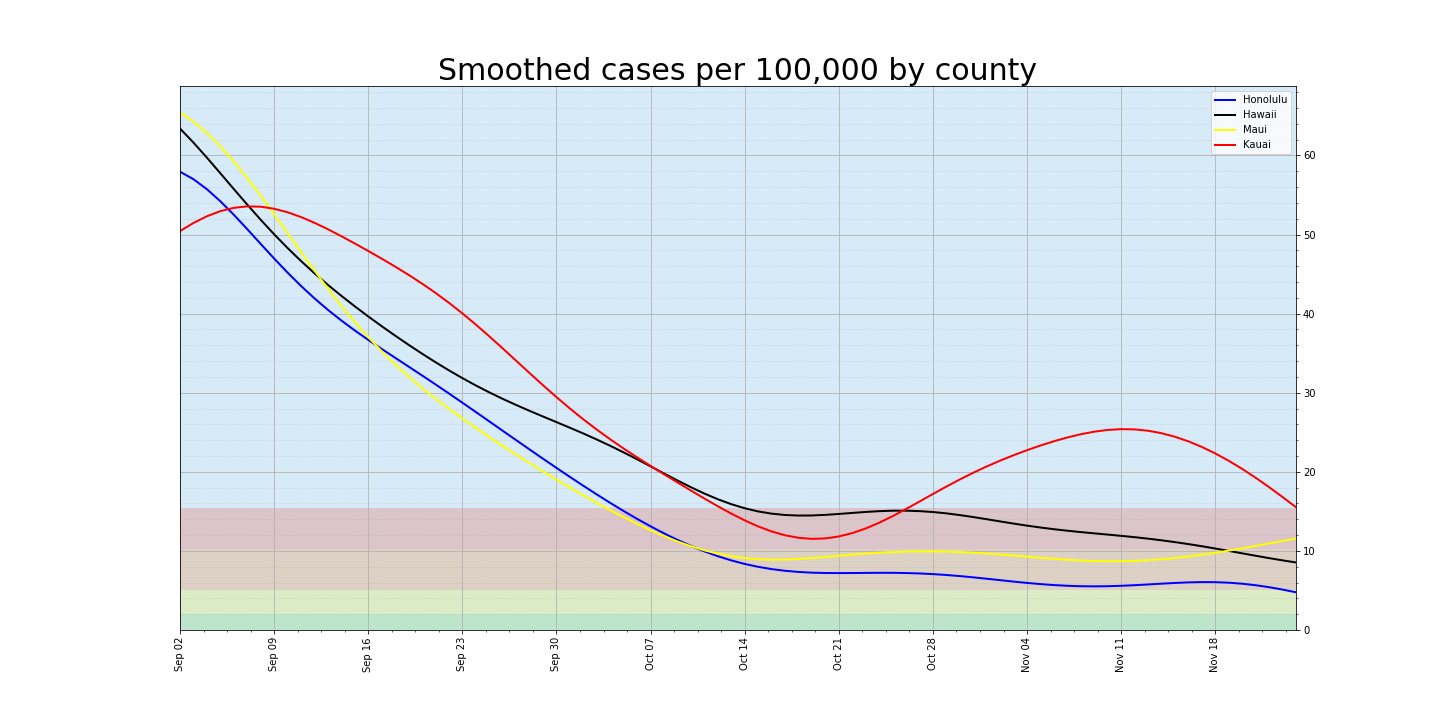 Smoothed cases per 100,000 by county
Honolulu
Hawaii
Maui
Kauai
60
50
40
30
20
10
0
Sep 02
Sep 09
Sep 16
Sep 23
Sep 30
Oct 07
Oct 14
Oct 21
Oct 28
Nov 04
Nov 11
Nov 18